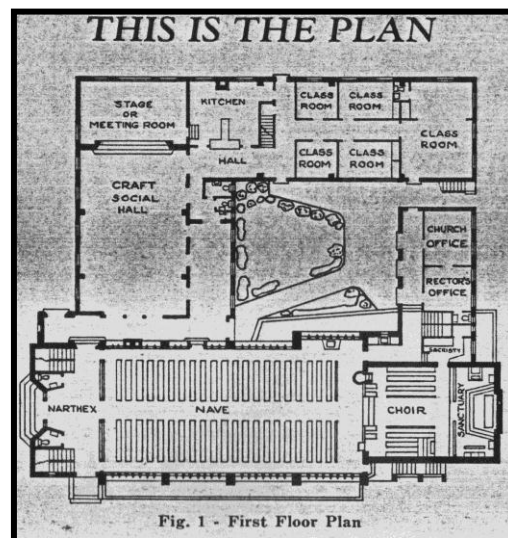 THIS IS THE PLAN
STAGE
OR
MEETING ROOM
KITCHEN
CLASS
ROOM
CLASS
ROOM
CLASS
ROOM
HALL
CLASS
ROOM
CLASS
ROOM
CRAFT
SOCIAL
HALL
CHURCH
OFFICE
RECTOR'S
OFFICE
SACRISTY
NARTHEX
NAVE
CHOIR
SANCTUARY
Fig. 1 - First Floor Plan